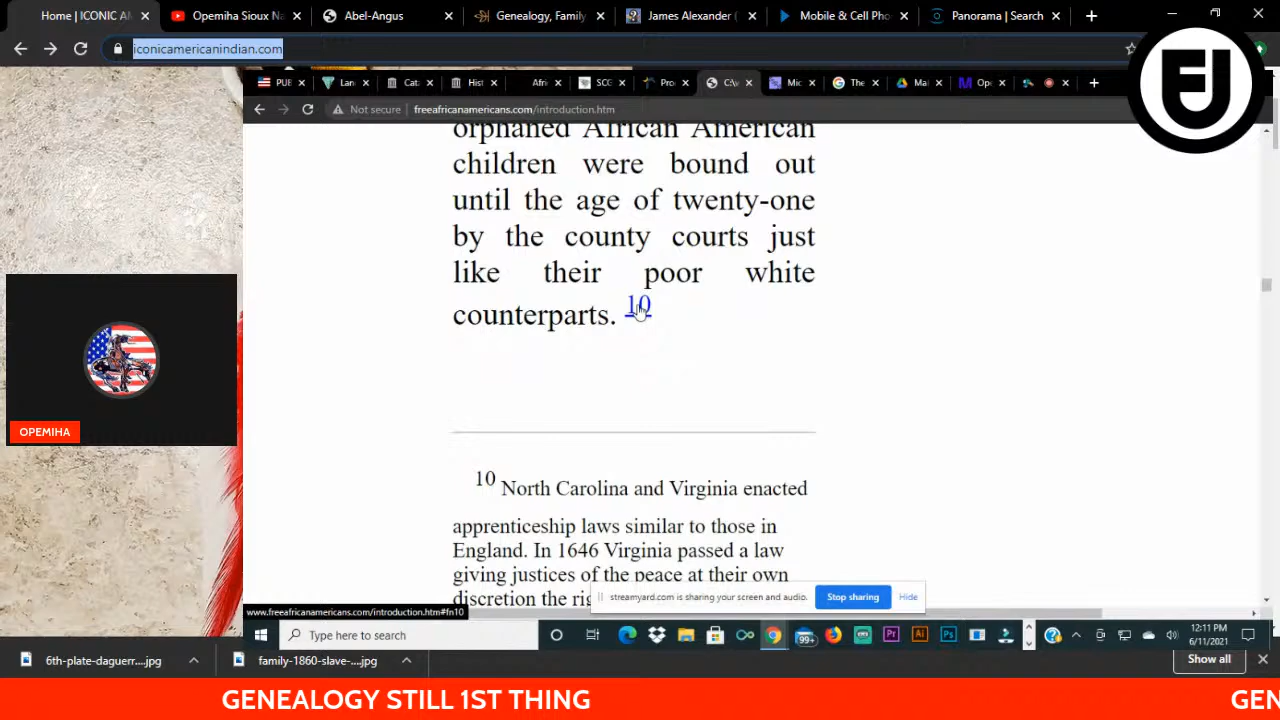 Home | ICONIC A
Opemiha Sioux Na
Abel-Angus
Genealogy, Family
James Alexander (
Mobile & Cell Pho
Panorama | Search
iconicamericanindian.com
EJ
PUE
Lan
Cat
Hist
Afri
SCG
Pro
C:\
Mic
The
Ma
Op
Not secure
freeafricanamericans.com/introduction.htm
orphaned African American
children were bound out
until the age of twenty-one
by the county courts just
like their poor white
counterparts. 10
10 North Carolina and Virginia enacted
apprenticeship laws similar to those in
England. In 1646 Virginia passed a law
giving justices of the peace at their own
discretion the
OPEMIHA
streamyard.com is sharing your screen and audio.
Stop sharing
Hide
www.freeafricanamericans.com/introduction.htm#fn10
Type here to search
99+
Pr
Ai
Ps
12:11 PM
6/11/2021
6th-plate-daguerr....jpg
family-1860-slave-....jpg
Show all
GENEALOGY STILL 1ST THING
GEN